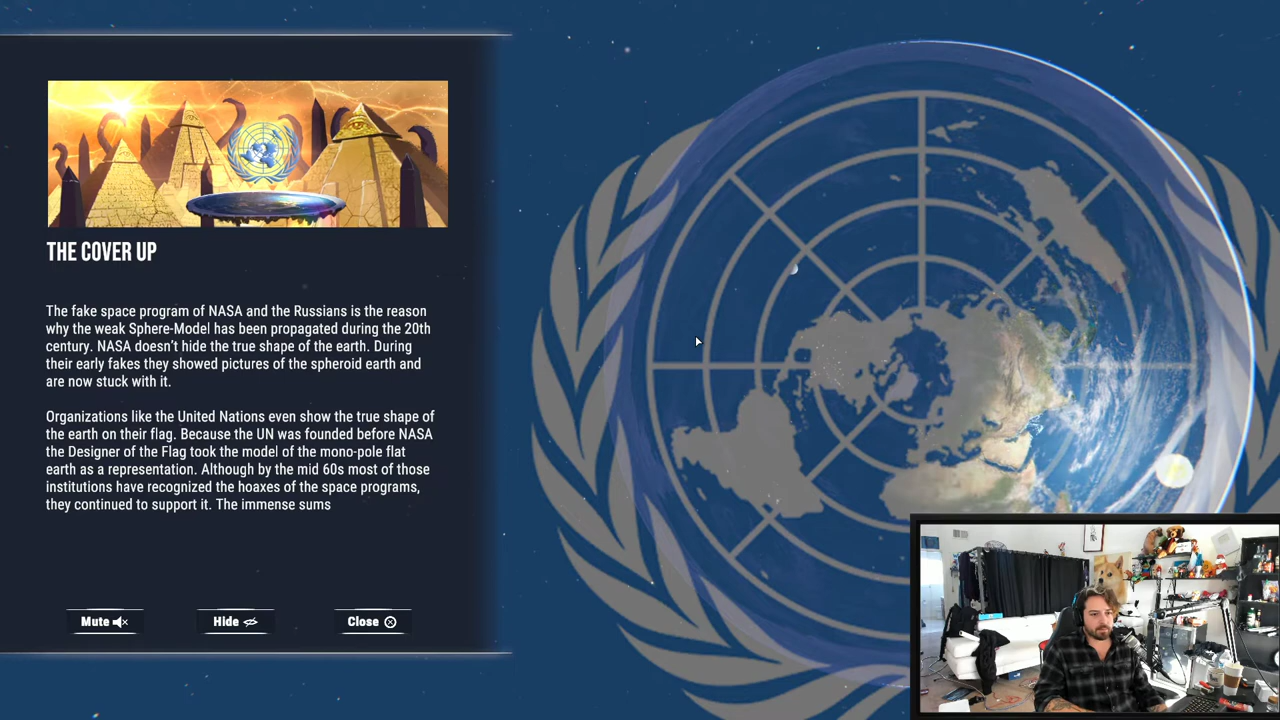 THE COVER UP
The fake space program of NASA and the Russians is the reason
why the weak Sphere-Model has been propagated during the 20th
century. NASA doesn't hide the true shape of the earth. During
their early fakes they showed pictures of the spheroid earth and
are now stuck with it.
Organizations like the United Nations even show the true shape of
the earth on their flag. Because the UN was founded before NASA
the Designer of the Flag took the model of the mono-pole flat
earth as a representation. Although by the mid 60s most of those
institutions have recognized the hoaxes of the space programs,
they continued to support it. The immense sums
Mute
Hide
Close